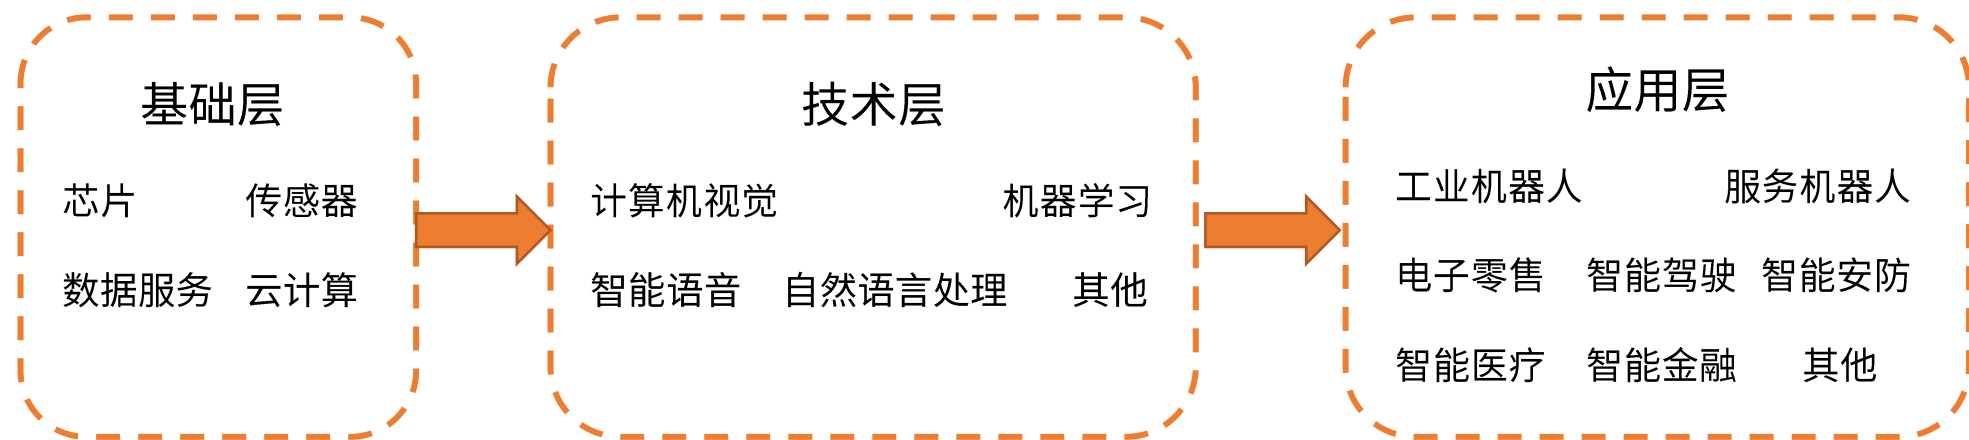 基础层
芯片 传感器
数据服务 云计算
技术层
计算机视觉 机器学习
智能语音 自然语言处理 其他
应用层
工业机器人 服务机器人
电子零售 智能驾驶 智能安防
智能医疗 智能金融 其他